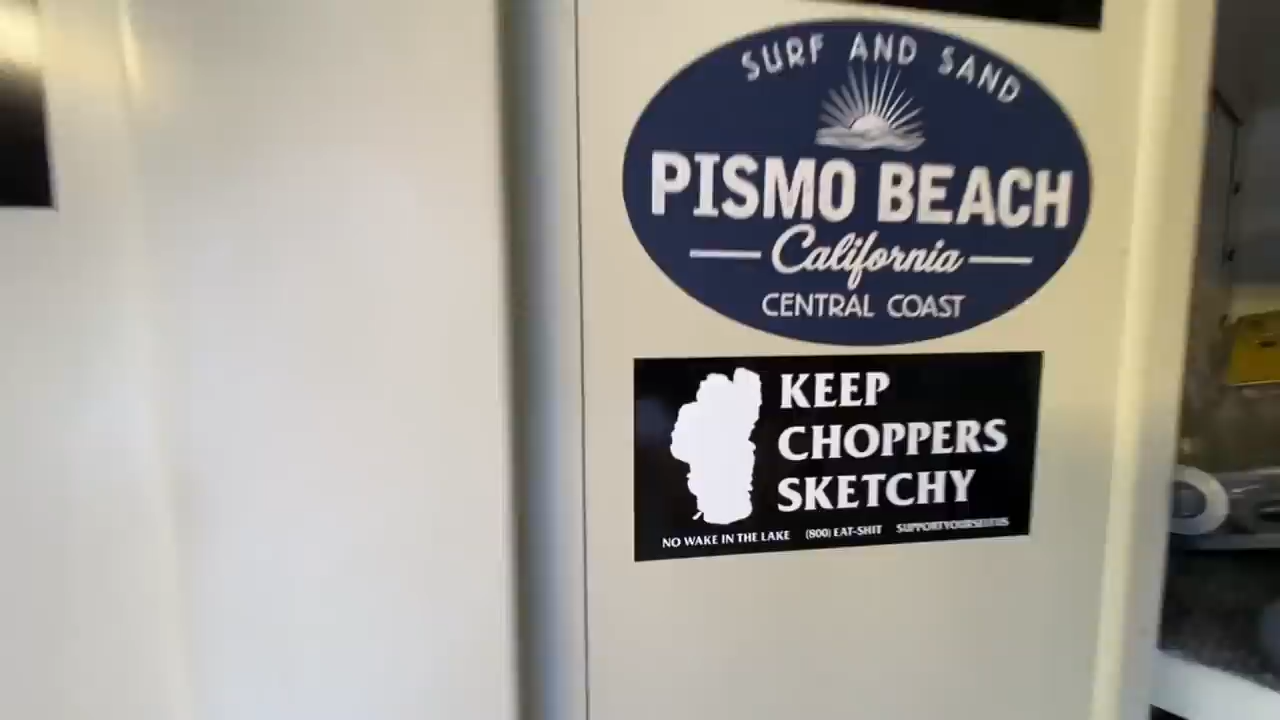 SURF AND SAND
PISMO BEACH
California
CENTRAL COAST
KEEP
CHOPPERS
SKETCHY
NO WAKE IN THE LAKE (800) EAT-SHIT